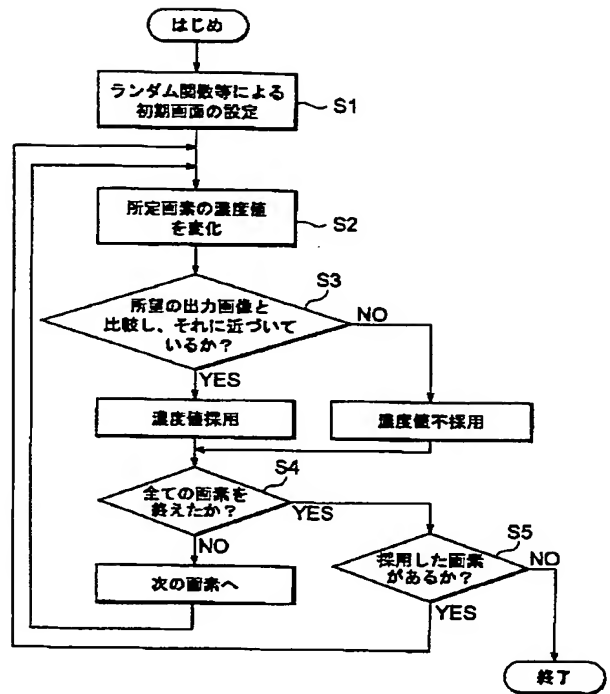 はじめ
ランダム関数等による
初期画面の設定
S1
所定画素の濃度値
を変化
S2
S3
所望の出力画像と
比較し、それに近づいて
いるか？
NO
YES
濃度値採用
濃度値不採用
S4
全ての画素を
終えたか？
YES
NO
次の画素へ
S5
採用した画素
があるか？
NO
YES
終了